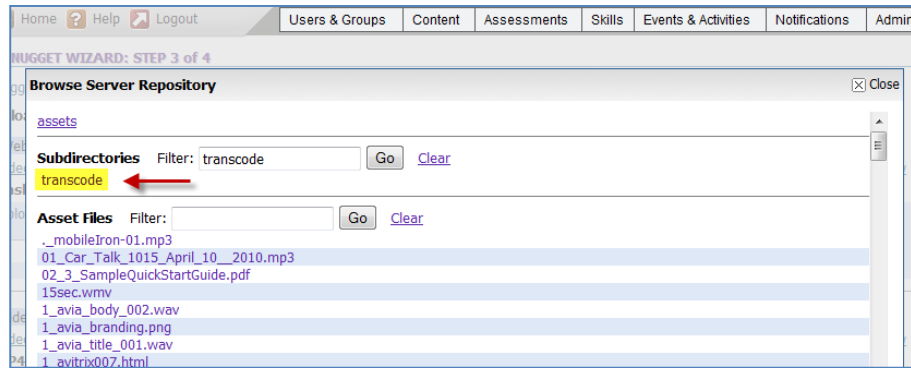 Home Help Logout Users & Groups Content Assessments Skills Events & Activities Notifications Admin
NUGGET WIZARD: STEP 3 of 4
Browse Server Repository Close
assets
Subdirectories Filter: transcode Go Clear
transcode
Asset Files Filter: Go Clear
._mobileIron-01.mp3
01_Car_Talk_1015_April_10__2010.mp3
02_3_SampleQuickStartGuide.pdf
15sec.wmv
1_avia_body_002.wav
1_avia_branding.png
1_avia_title_001.wav
1_avitrix007.html